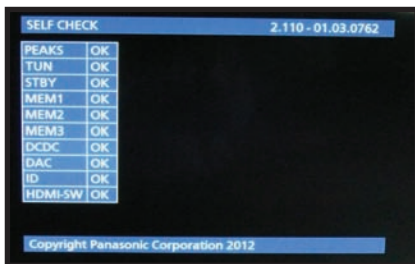 SELF CHECK 2.110 - 01.03.0762
PEAKS OK
TUN OK
STBY OK
MEM1 OK
MEM2 OK
MEM3 OK
DCDC OK
DAC OK
ID OK
HDMI-SW OK
Copyright Panasonic Corporation 2012